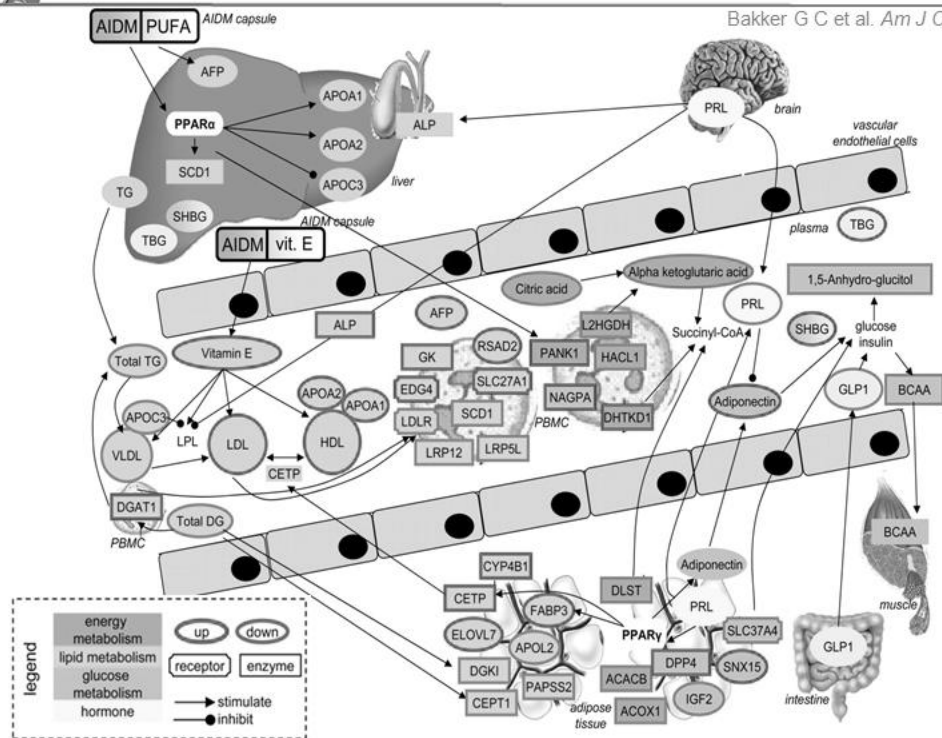 Bakker G C et al. Am J C
AIDM PUFA AIDM capsule
AFP
APOA1
PPARα
APOA2
ALP
SCD1
APOC3
liver
PRL
brain
vascular
endothelial cells
TG
SHBG
TBG
AIDM capsule
AIDM vit. E
plasma
TBG
Citric acid
Alpha ketoglutaric acid
1,5-Anhydro-glucitol
PRL
ALP
AFP
L2HGDH
Succinyl-CoA
SHBG
glucose
insulin
Total TG
Vitamin E
GK
RSAD2
PANK1
HACL1
EDG4
SLC27A1
NAGPA
Adiponectin
GLP1
BCAA
APOC3
APOA2
APOA1
LDLR
SCD1
PBMC
DHTKD1
LPL
LDL
HDL
VLDL
CETP
LRP12
LRP5L
DGAT1
Total DG
PBMC
BCAA
muscle
CYP4B1
Adiponectin
CETP
FABP3
DLST
PRL
ELOVL7
APOL2
PPARγ
SLC37A4
DGKI
PAPSS2
ACACB
DPP4
SNX15
GLP1
CEPT1
adipose
tissue
ACOX1
IGF2
intestine
legend
energy
metabolism
lipid metabolism
glucose
metabolism
hormone
up
down
receptor
enzyme
stimulate
inhibit